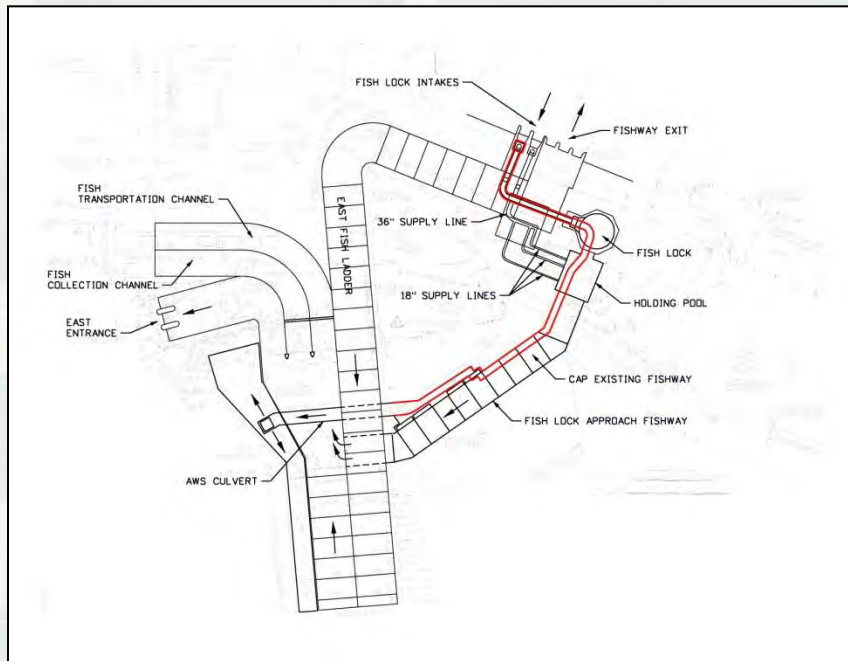 FISH LOCK INTAKES
FISHWAY EXIT
FISH
TRANSPORTATION CHANNEL
36" SUPPLY LINE
EAST FISH LADDER
FISH LOCK
FISH
COLLECTION CHANNEL
18" SUPPLY LINES
HOLDING POOL
EAST
ENTRANCE
CAP EXISTING FISHWAY
FISH LOCK APPROACH FISHWAY
AWS CULVERT